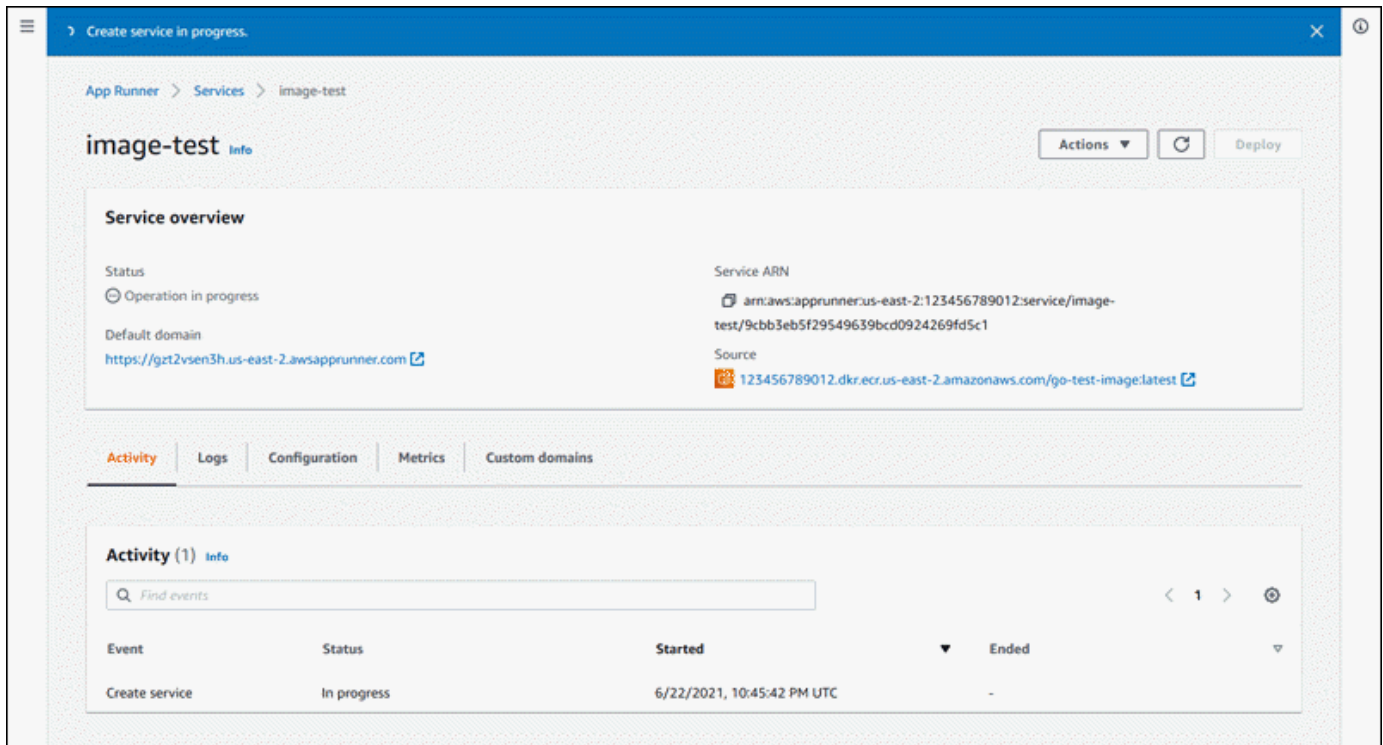 Create service in progress.
App Runner > Services > image-test
image-test Info
Actions ▼ Deploy
Service overview
Status
Operation in progress
Default domain
https://gzt2vsen3h.us-east-2.awsapprunner.com
Service ARN
arn:aws:apprunner:us-east-2:123456789012:service/image-
test/9cbb3eb5f29549639bcd0924269fd5c1
Source
123456789012.dkr.ecr.us-east-2.amazonaws.com/go-test-image:latest
Activity Logs Configuration Metrics Custom domains
Activity (1) Info
Find events
< 1 >
Event Status Started Ended
Create service In progress 6/22/2021, 10:45:42 PM UTC -